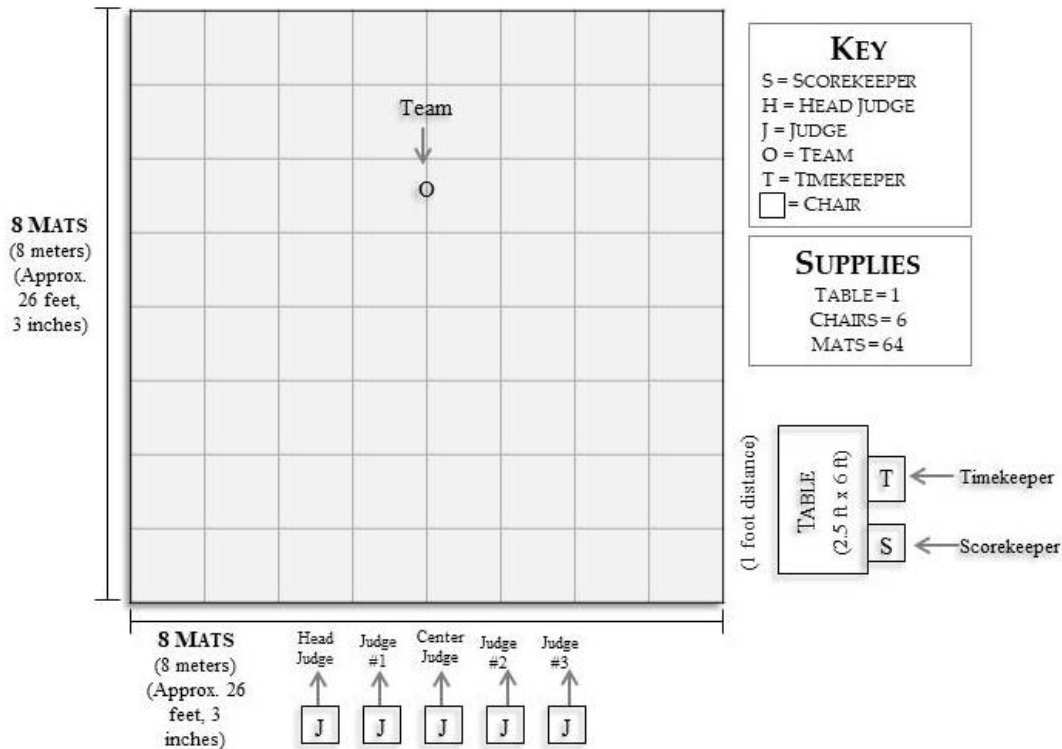 Team
O
8 MATS
(8 meters)
(Approx.
26 feet,
3 inches)
KEY
S = SCOREKEEPER
H = HEAD JUDGE
J = JUDGE
O = TEAM
T = TIMEKEEPER
= CHAIR
SUPPLIES
TABLE = 1
CHAIRS = 6
MATS = 64
(1 foot distance)
TABLE
(2.5 ft x 6 ft)
T
Timekeeper
S
Scorekeeper
8 MATS
(8 meters)
(Approx. 26
feet, 3
inches)
Head
Judge
Judge
#1
Center
Judge
Judge
#2
Judge
#3
J
J
J
J
J